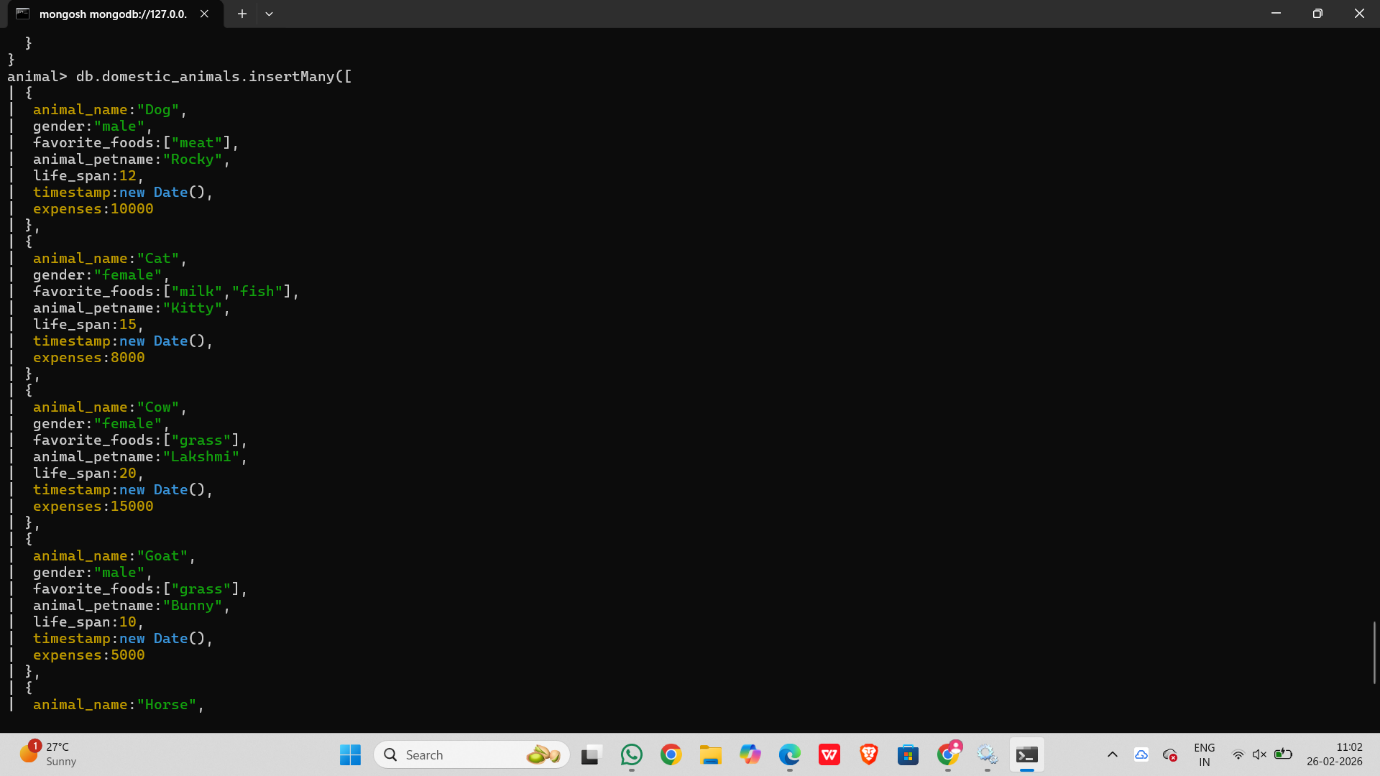 mongosh mongodb://127.0.0.
}
}
animal> db.domestic_animals.insertMany([
| {
| animal_name:"Dog",
| gender:"male",
| favorite_foods:["meat"],
| animal_petname:"Rocky",
| life_span:12,
| timestamp:new Date(),
| expenses:10000
| },
| {
| animal_name:"Cat",
| gender:"female",
| favorite_foods:["milk","fish"],
| animal_petname:"Kitty",
| life_span:15,
| timestamp:new Date(),
| expenses:8000
| },
| {
| animal_name:"Cow",
| gender:"female",
| favorite_foods:["grass"],
| animal_petname:"Lakshmi",
| life_span:20,
| timestamp:new Date(),
| expenses:15000
| },
| {
| animal_name:"Goat",
| gender:"male",
| favorite_foods:["grass"],
| animal_petname:"Bunny",
| life_span:10,
| timestamp:new Date(),
| expenses:5000
| },
| {
| animal_name:"Horse",
1
27°C
Sunny
Search
ENG
IN
11:02
26-02-2026